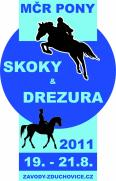 MČR PONY
SKOKY
&
DREZURA
2011
19. - 21.8.
ZAVODY-ZDUCHOVICE.CZ